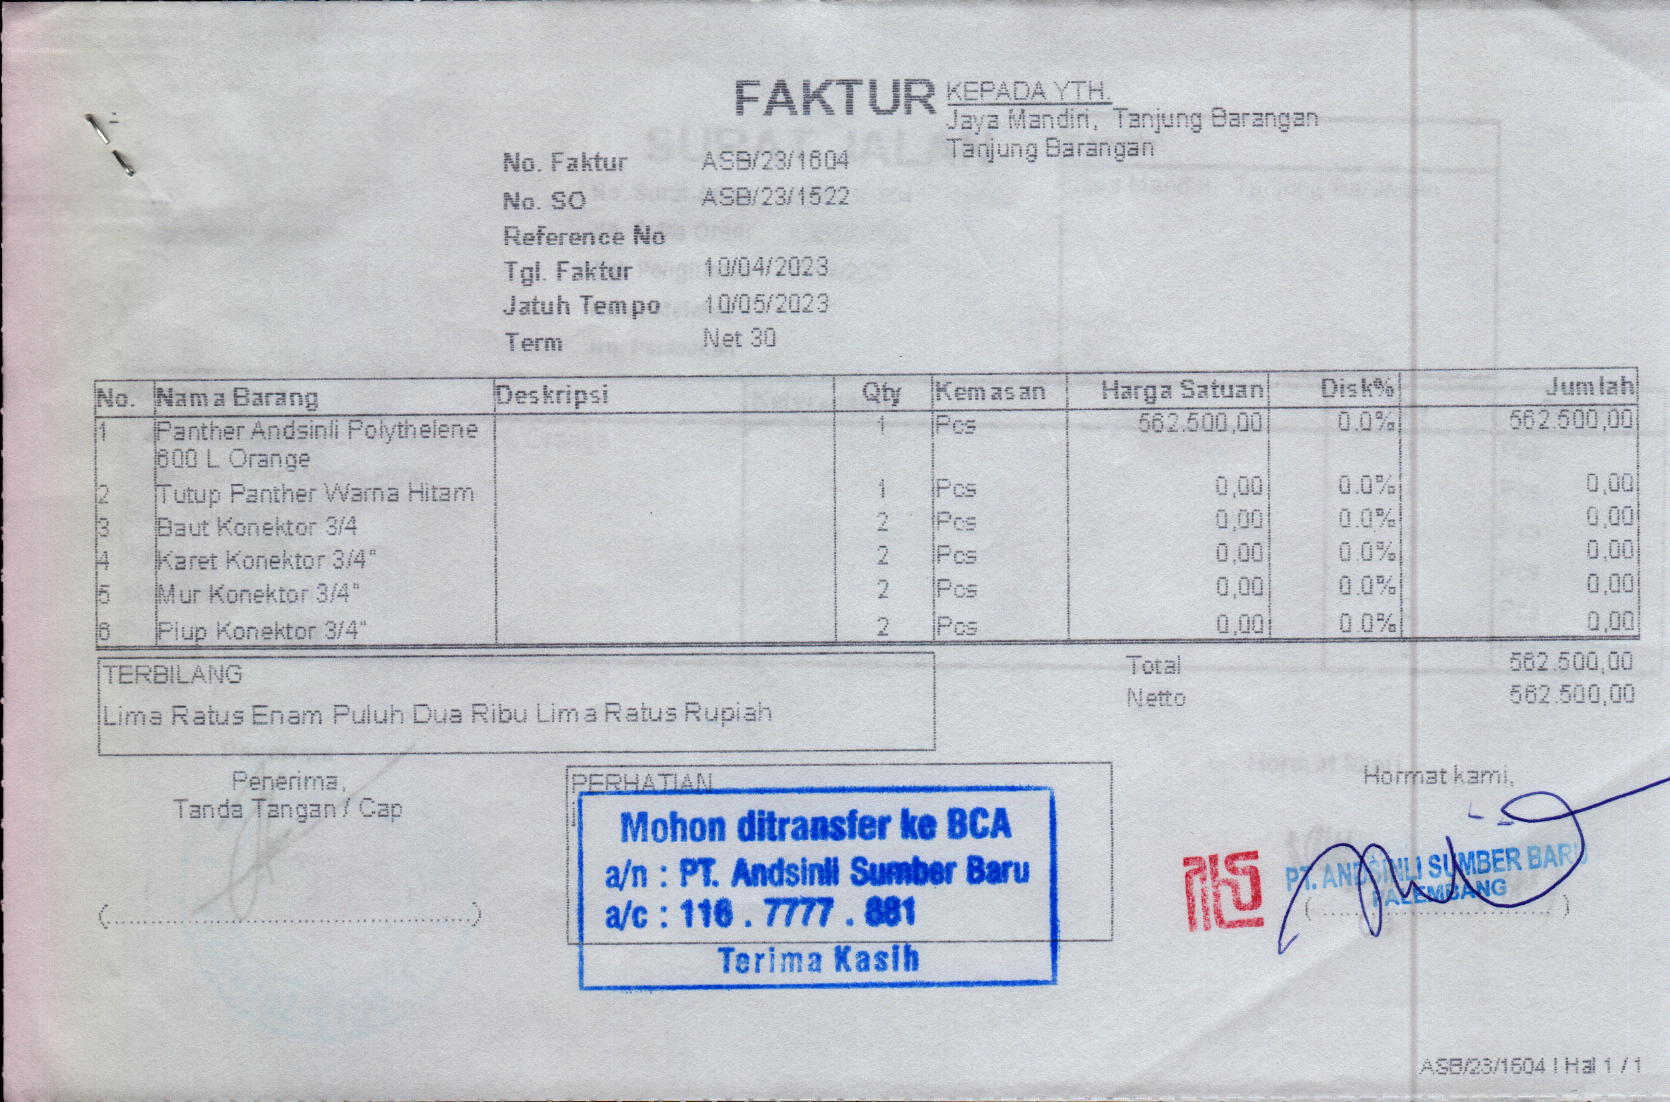 FAKTUR
KEPADA YTH.
Jaya Mandiri, Tanjung Barangan
Tanjung Barangan
No. Faktur ASB/23/1604
No. SO ASB/23/1522
Reference No
Tgl. Faktur 10/04/2023
Jatuh Tempo 10/05/2023
Term Net 30
No. Nama Barang Deskripsi Qty Kemasan Harga Satuan Disk% Jumlah
1 Panther Andsinli Polythelene 1 Pcs 562.500,00 0.0% 562.500,00
600 L Orange
2 Tutup Panther Warna Hitam 1 Pcs 0,00 0.0% 0,00
3 Baut Konektor 3/4 2 Pcs 0,00 0.0% 0,00
4 Karet Konektor 3/4" 2 Pcs 0,00 0.0% 0,00
5 Mur Konektor 3/4" 2 Pcs 0,00 0.0% 0,00
6 Plup Konektor 3/4" 2 Pcs 0,00 0.0% 0,00
TERBILANG
Lima Ratus Enam Puluh Dua Ribu Lima Ratus Rupiah
Total 562.500,00
Netto 562.500,00
Penerima,
Tanda Tangan / Cap
PERHATIAN
Mohon ditransfer ke BCA
a/n : PT. Andsinli Sumber Baru
a/c : 116 . 7777 . 881
Terima Kasih
Hormat kami,
PT. ANDSINLI SUMBER BARU
PALEMBANG
ASB/23/1604 | Hal 1 / 1